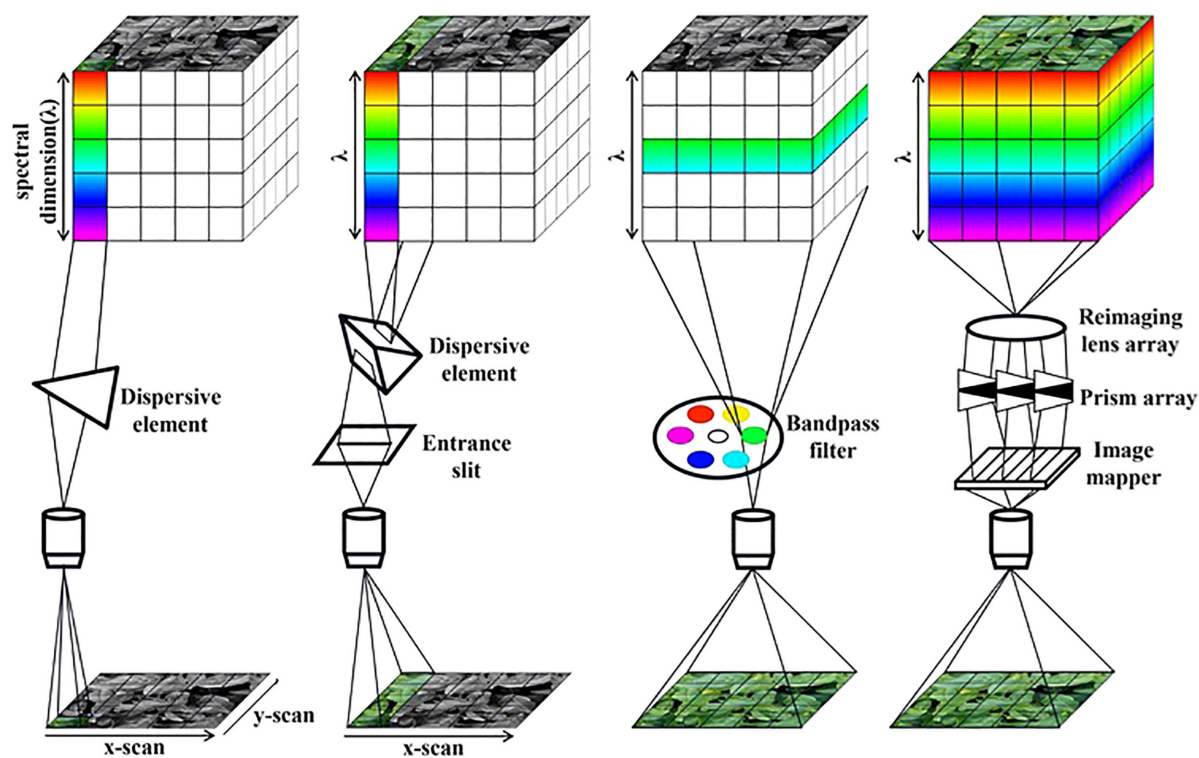 spectral
dimension(λ)
Dispersive
element
x-scan
y-scan
λ
Dispersive
element
Entrance
slit
x-scan
λ
Bandpass
filter
λ
Reimaging
lens array
Prism array
Image
mapper